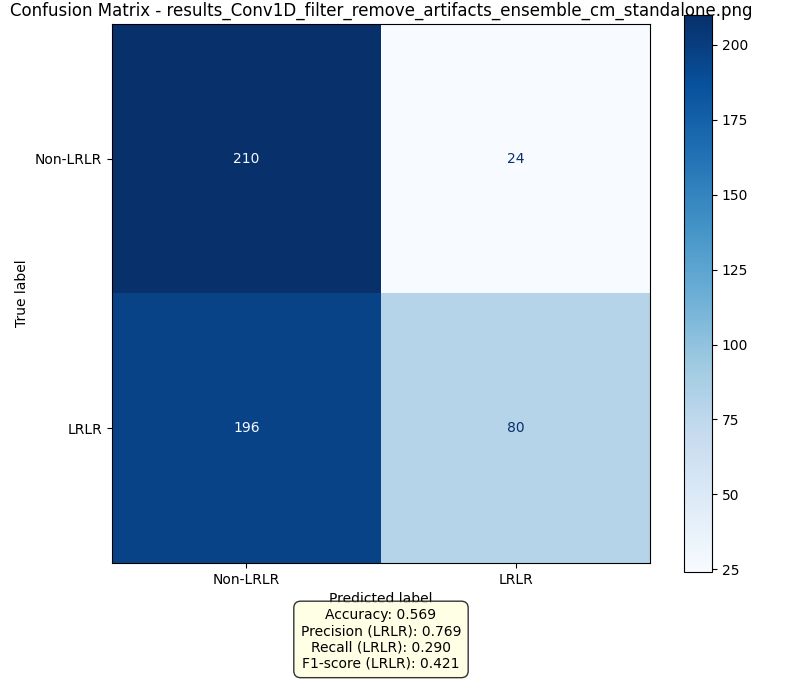 Confusion Matrix - results_Conv1D_filter_remove_artifacts_ensemble_cm_standalone.png
Non-LRLR
LRLR
True label
210
24
196
80
Non-LRLR
LRLR
Predicted label
200
175
150
125
100
75
50
25
Accuracy: 0.569
Precision (LRLR): 0.769
Recall (LRLR): 0.290
F1-score (LRLR): 0.421